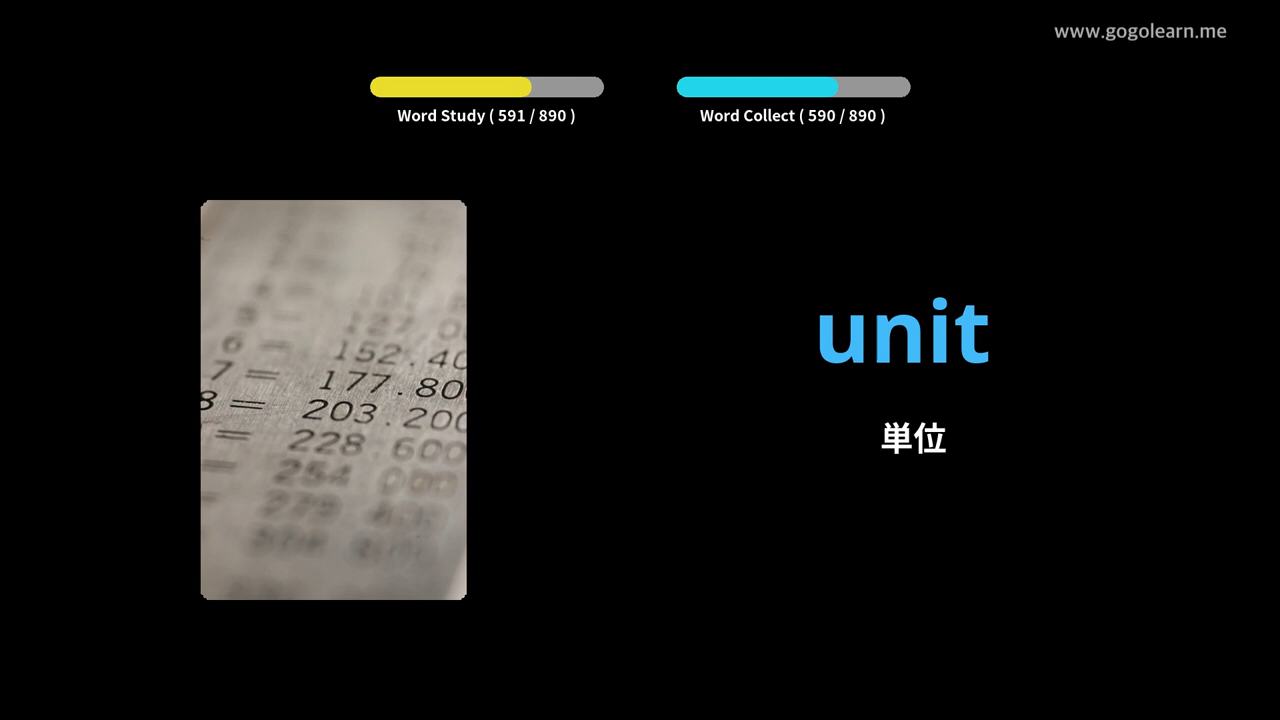 www.gogolearn.me
Word Study ( 591 / 890 )
Word Collect ( 590 / 890 )
6 = 152.40
7 = 177.80
8 = 203.200
= 228.600
254
unit
単位